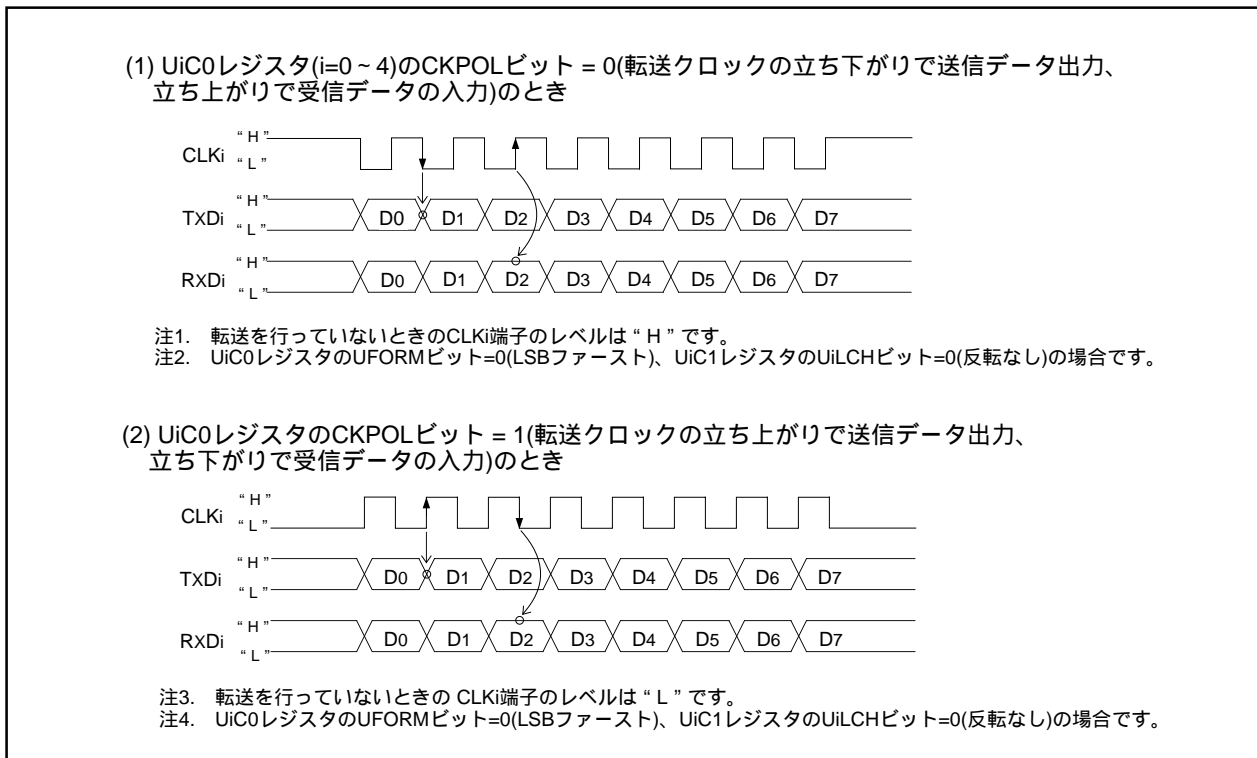 (1) UiC0レジスタ(i=0 ~ 4)のCKPOLビット = 0(転送クロックの立ち下がりで送信データ出力、
立ち上がりで受信データの入力)のとき
CLKi “ H ” “ L ”
TXDi “ H ” “ L ” D0 D1 D2 D3 D4 D5 D6 D7
RXDi “ H ” “ L ” D0 D1 D2 D3 D4 D5 D6 D7
注1. 転送を行っていないときのCLKi端子のレベルは “ H ” です。
注2. UiC0レジスタのUFORMビット=0(LSBファースト)、UiC1レジスタのUiLCHビット=0(反転なし)の場合です。
(2) UiC0レジスタのCKPOLビット = 1(転送クロックの立ち上がりで送信データ出力、
立ち下がりで受信データの入力)のとき
CLKi “ H ” “ L ”
TXDi “ H ” “ L ” D0 D1 D2 D3 D4 D5 D6 D7
RXDi “ H ” “ L ” D0 D1 D2 D3 D4 D5 D6 D7
注3. 転送を行っていないときの CLKi端子のレベルは “ L ” です。
注4. UiC0レジスタのUFORMビット=0(LSBファースト)、UiC1レジスタのUiLCHビット=0(反転なし)の場合です。